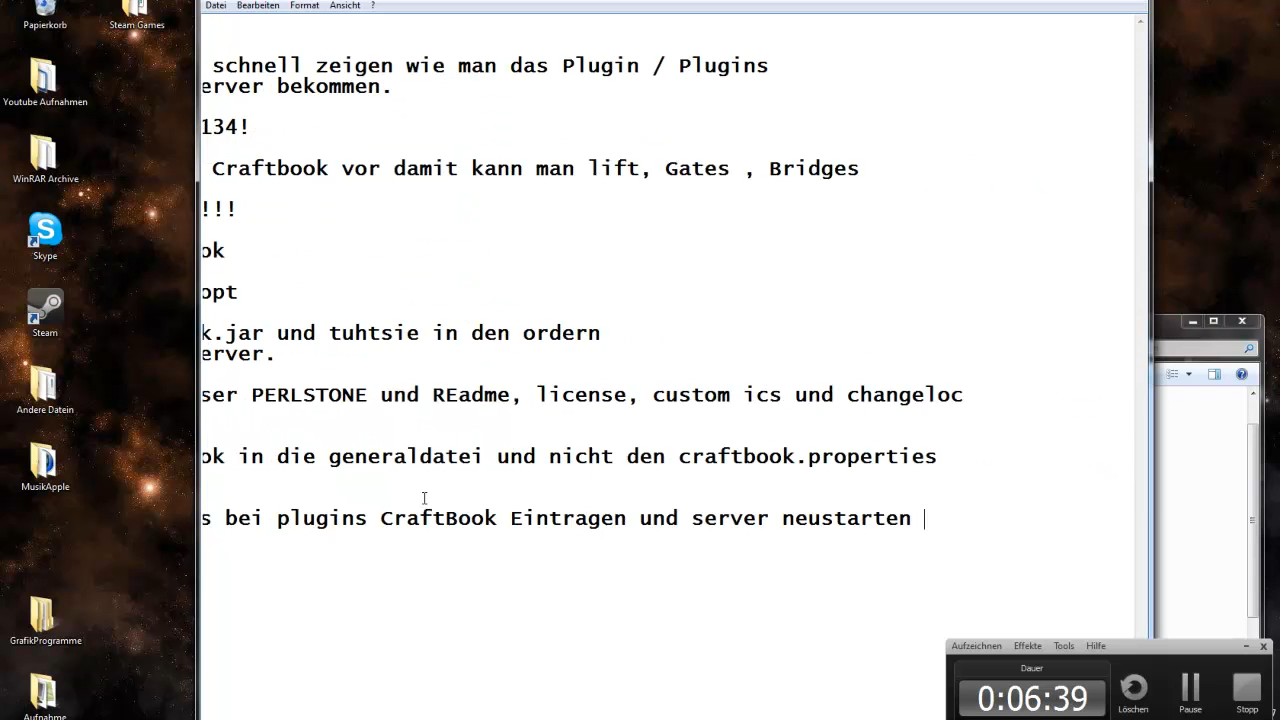 Datei Bearbeiten Format Ansicht ?
schnell zeigen wie man das Plugin / Plugins
erver bekommen.
134!
Craftbook vor damit kann man lift, Gates , Bridges
!!!
ok
opt
k.jar und tuhtsie in den ordern
erver.
ser PERLSTONE und REadme, license, custom ics und changeloc
ok in die generaldatei und nicht den craftbook.properties
s bei plugins CraftBook Eintragen und server neustarten
Papierkorb
Steam Games
Youtube Aufnahmen
WinRAR Archive
Skype
Steam
Andere Datein
MusikApple
GrafikProgramme
Aufnahme
Aufzeichnen Effekte Tools Hilfe
Dauer
0:06:39
Löschen Pause Stopp